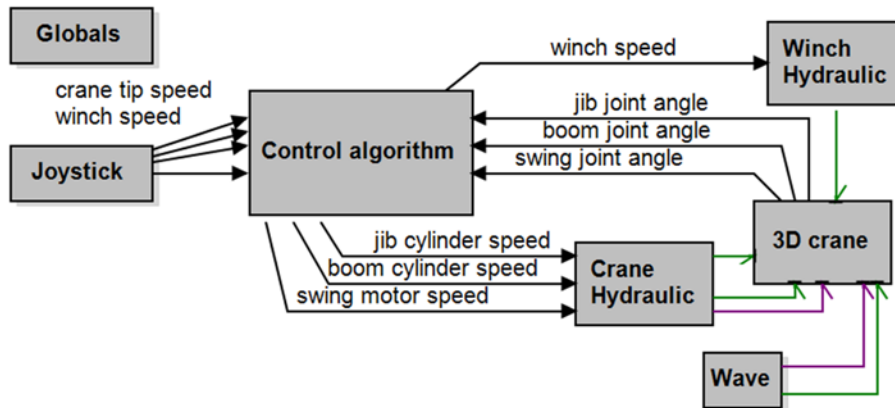 Globals
crane tip speed
winch speed
Joystick
Control algorithm
winch speed
Winch
Hydraulic
jib joint angle
boom joint angle
swing joint angle
jib cylinder speed
boom cylinder speed
swing motor speed
Crane
Hydraulic
3D crane
Wave